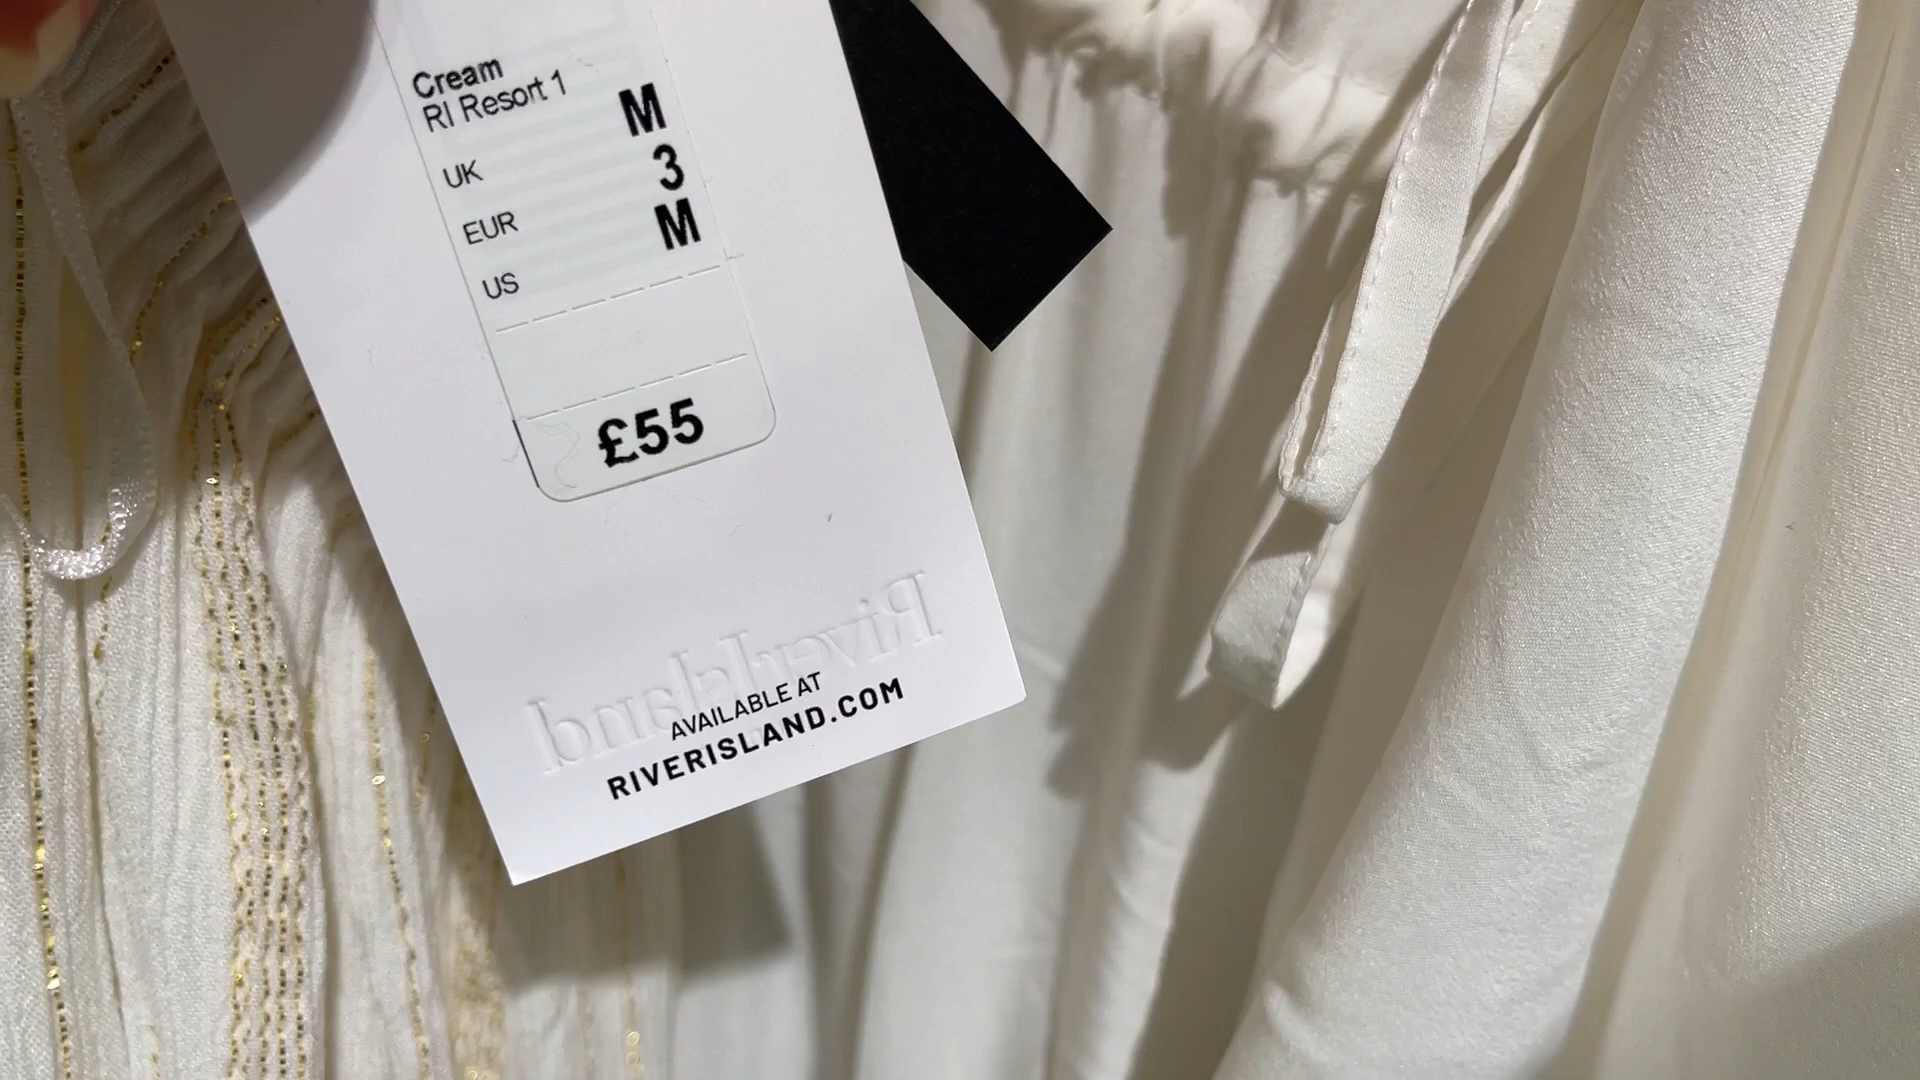 Cream
RI Resort 1
UK M
EUR 3
US M
£55
River Island
AVAILABLE AT
RIVERISLAND.COM